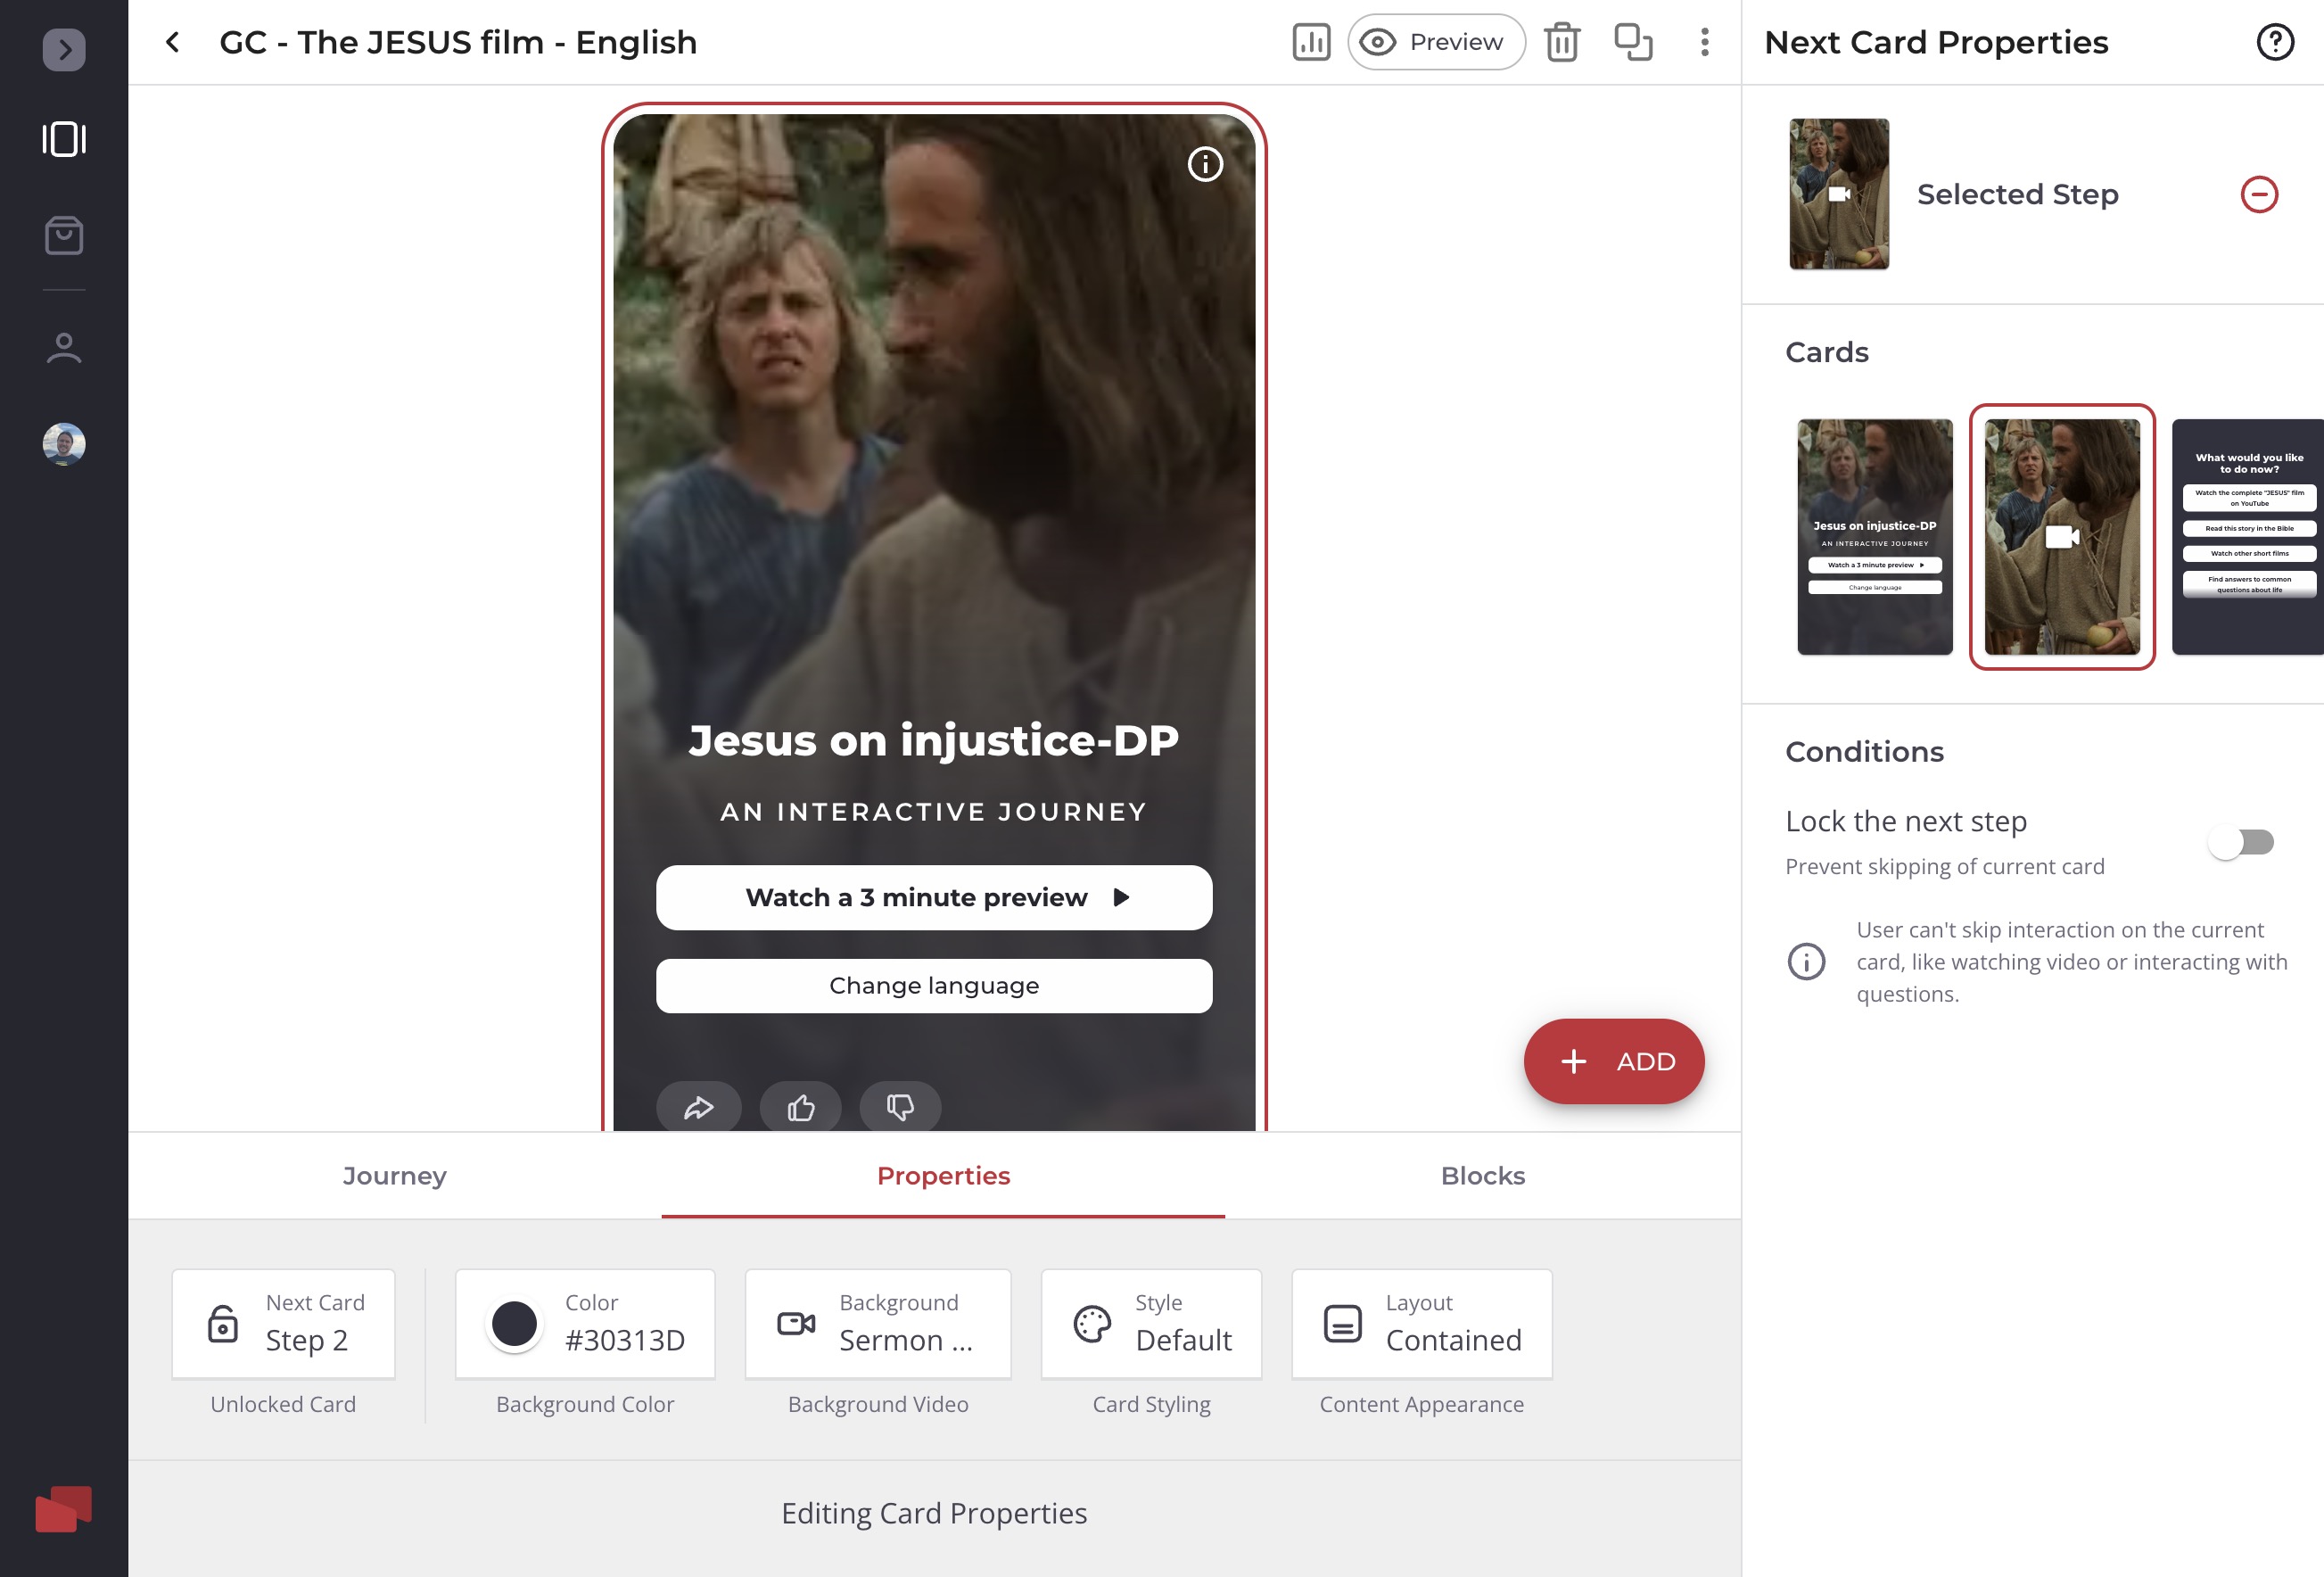 GC - The JESUS film - English
Preview
Next Card Properties
Selected Step
Cards
Jesus on injustice-DP
AN INTERACTIVE JOURNEY
Watch a 3 minute preview
Change language
What would you like
to do now?
Watch the complete "JESUS" film
on YouTube
Read this story in the Bible
Watch other short films
Find answers to common
questions about life
Conditions
Lock the next step
Prevent skipping of current card
User can't skip interaction on the current
card, like watching video or interacting with
questions.
Jesus on injustice-DP
AN INTERACTIVE JOURNEY
Watch a 3 minute preview
Change language
ADD
Journey
Properties
Blocks
Next Card
Step 2
Unlocked Card
Color
#30313D
Background Color
Background
Sermon ...
Background Video
Style
Default
Card Styling
Layout
Contained
Content Appearance
Editing Card Properties